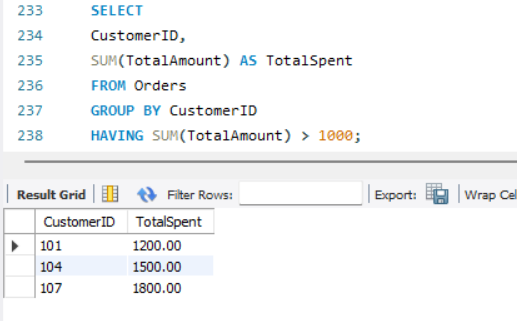 233 SELECT
234 CustomerID,
235 SUM(TotalAmount) AS TotalSpent
236 FROM Orders
237 GROUP BY CustomerID
238 HAVING SUM(TotalAmount) > 1000;
Result Grid Filter Rows: Export: Wrap Cel
CustomerID TotalSpent
101 1200.00
104 1500.00
107 1800.00